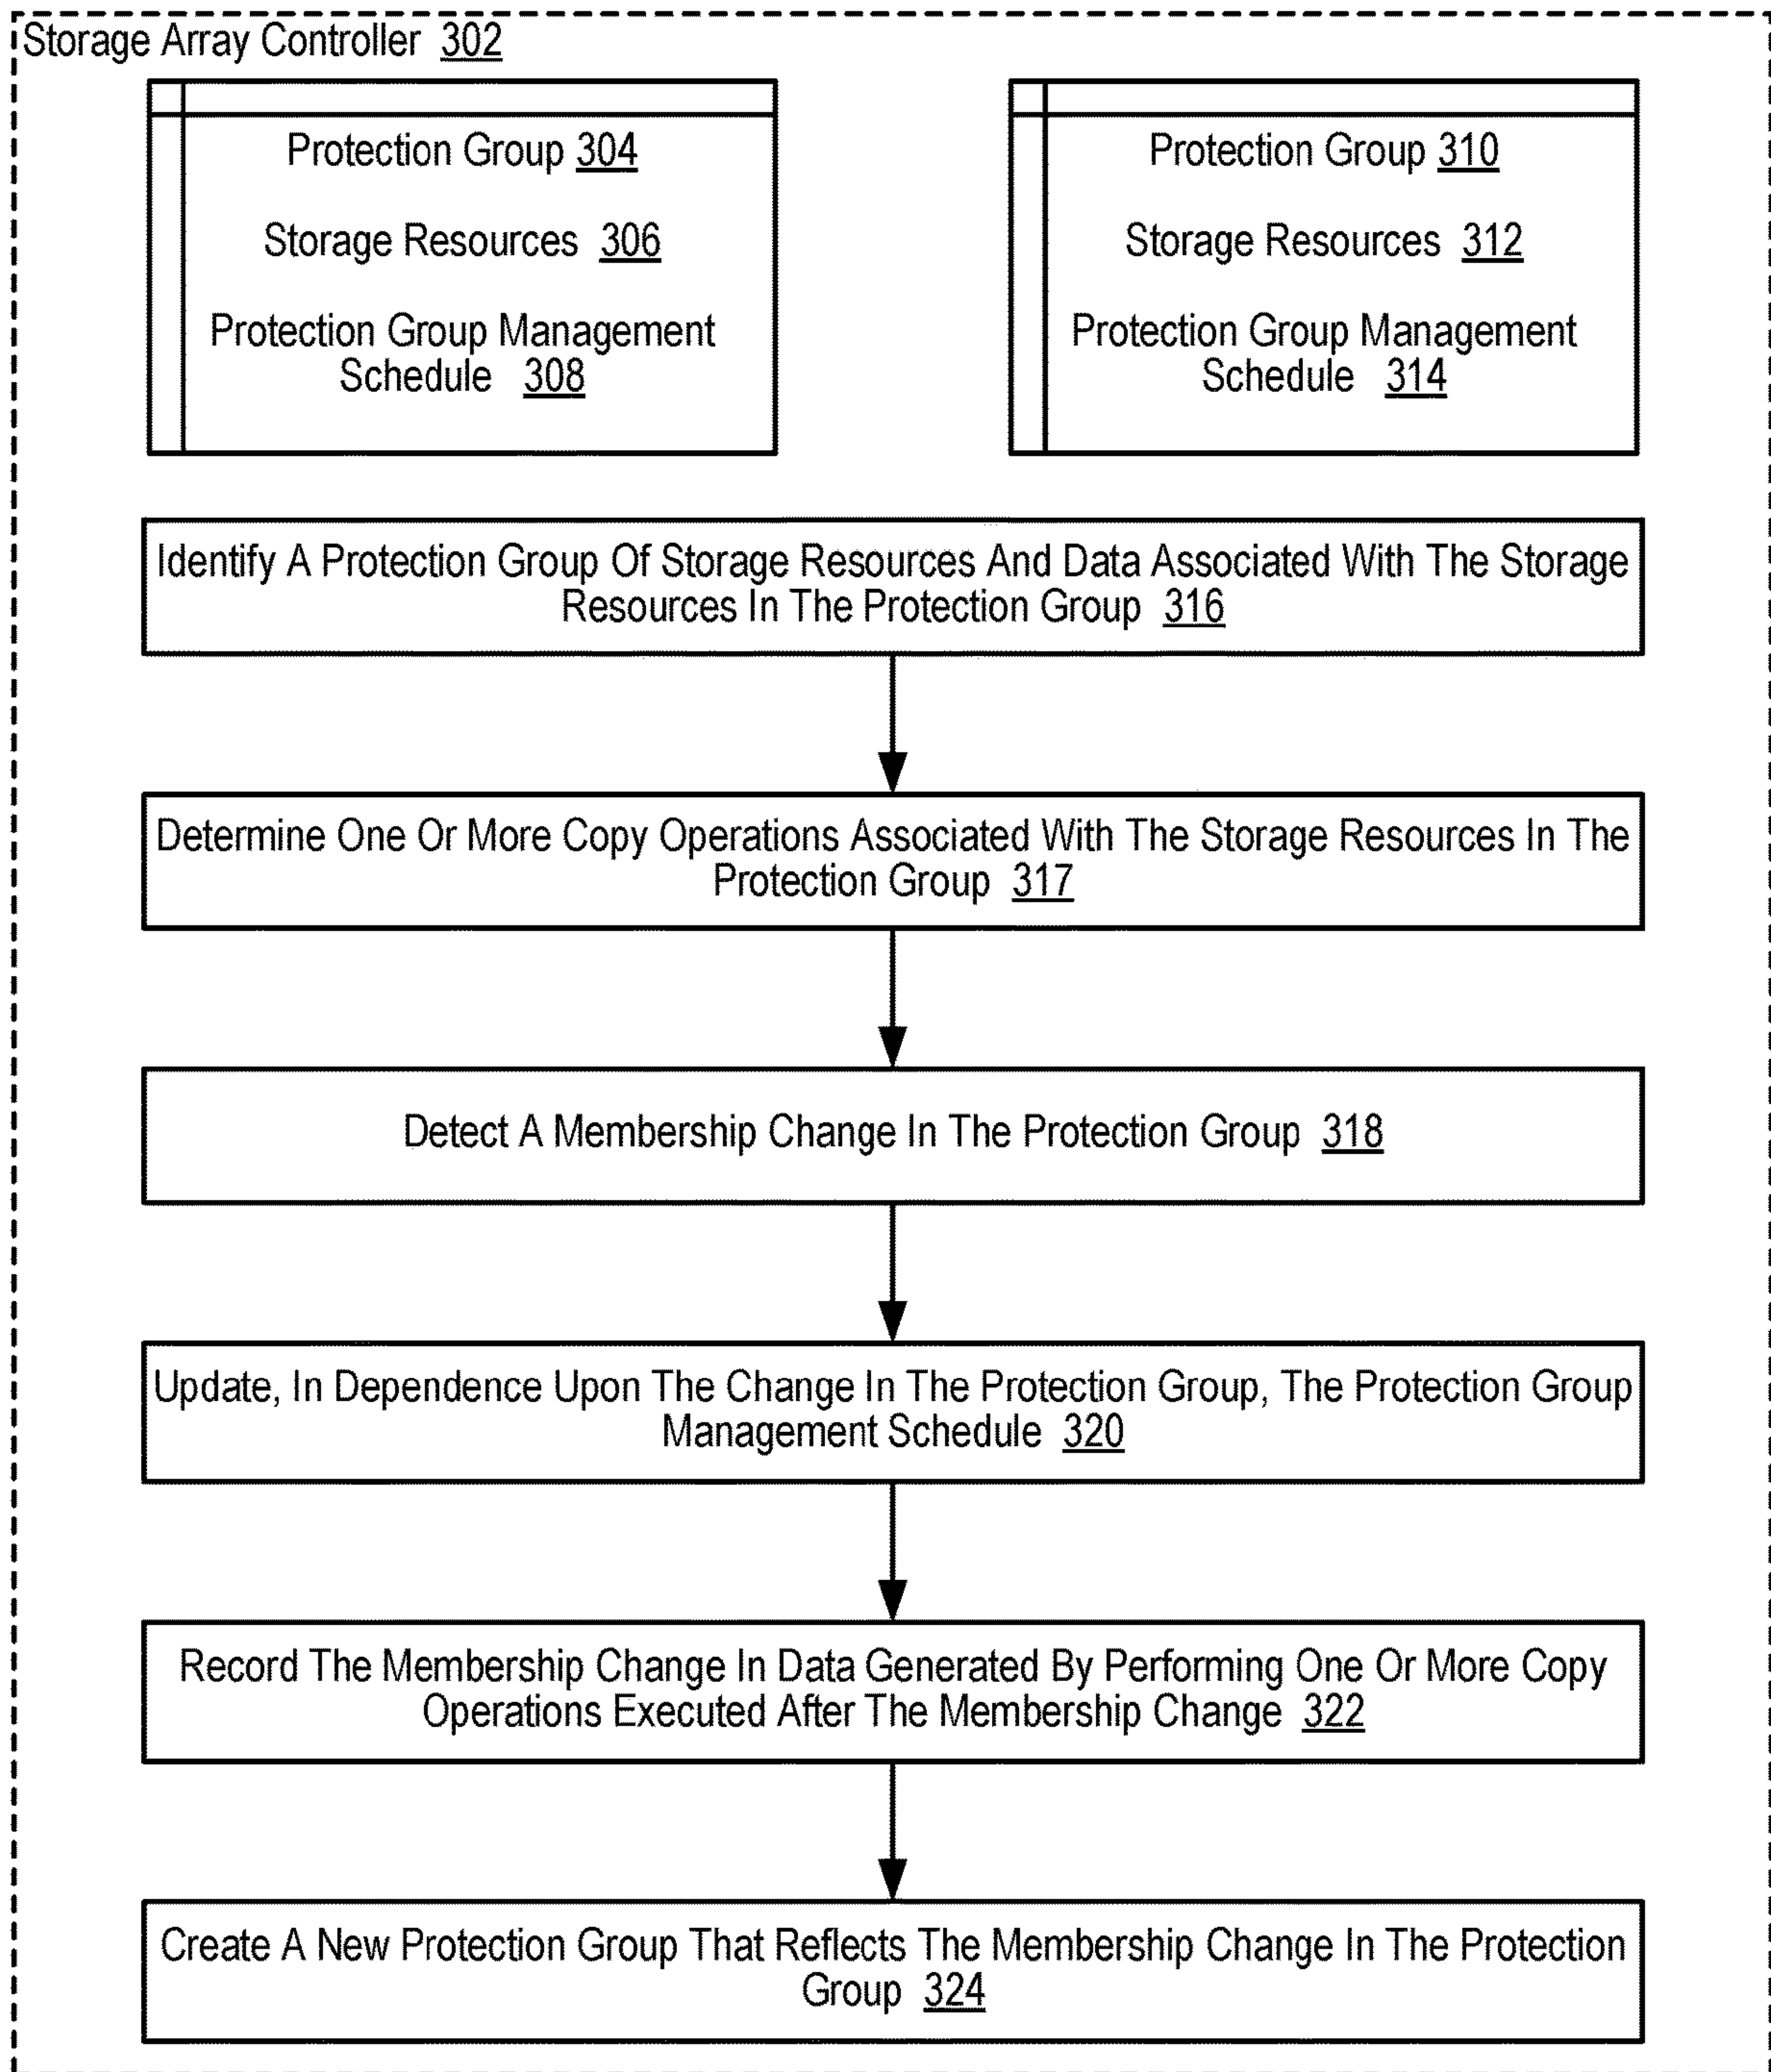 Storage Array Controller 302
Protection Group 304
Storage Resources 306
Protection Group Management
Schedule 308
Protection Group 310
Storage Resources 312
Protection Group Management
Schedule 314
Identify A Protection Group Of Storage Resources And Data Associated With The Storage
Resources In The Protection Group 316
Determine One Or More Copy Operations Associated With The Storage Resources In The
Protection Group 317
Detect A Membership Change In The Protection Group 318
Update, In Dependence Upon The Change In The Protection Group, The Protection Group
Management Schedule 320
Record The Membership Change In Data Generated By Performing One Or More Copy
Operations Executed After The Membership Change 322
Create A New Protection Group That Reflects The Membership Change In The Protection
Group 324